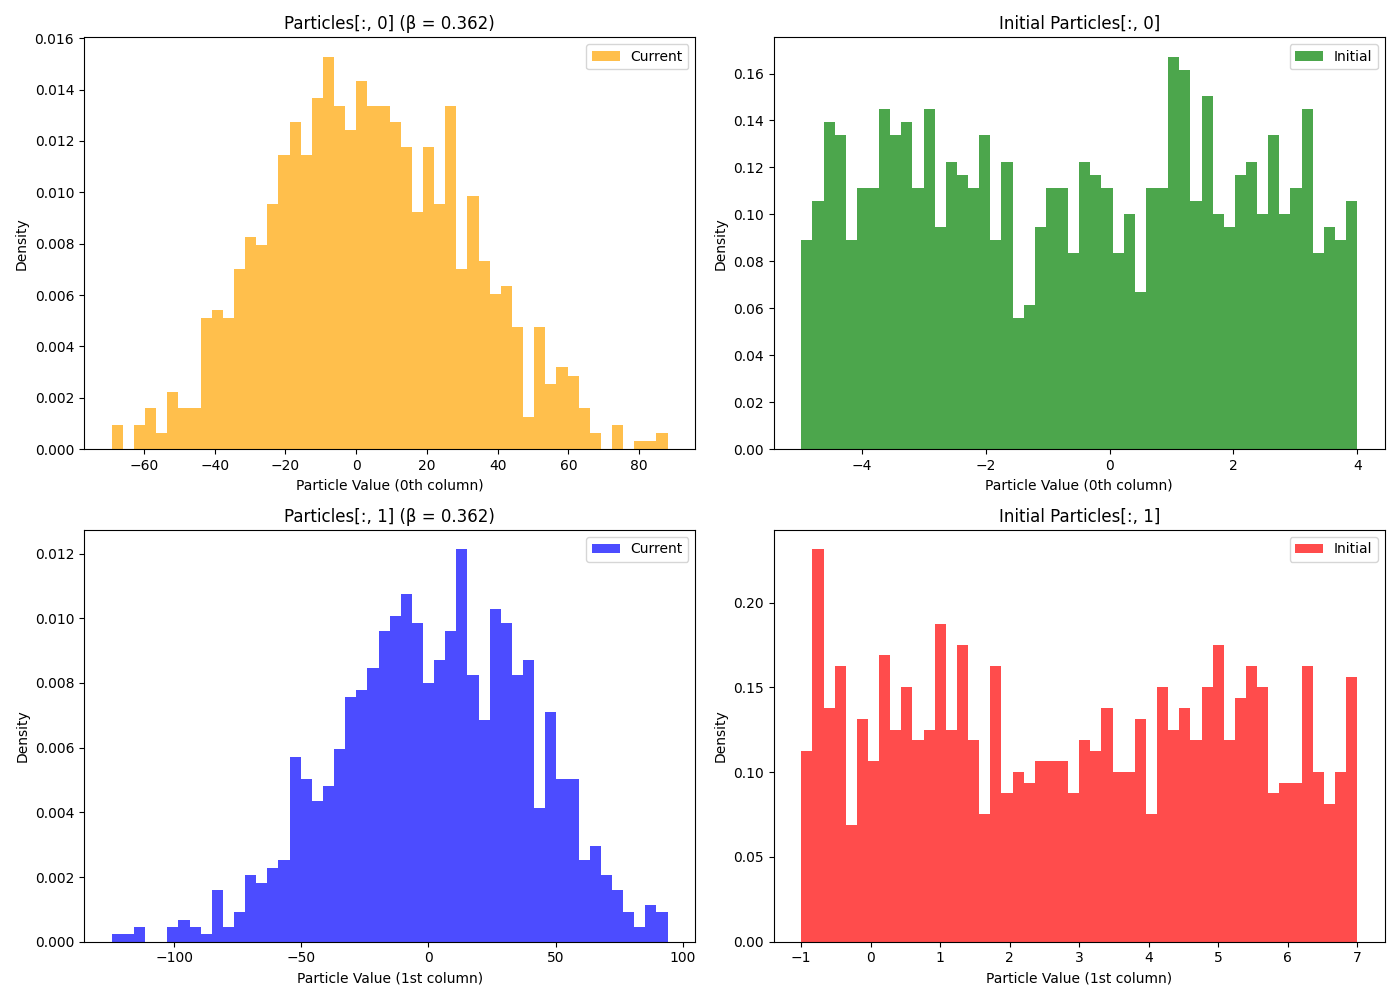 Particles[:, 0] (β = 0.362)
Current
Density
0.016
0.014
0.012
0.010
0.008
0.006
0.004
0.002
0.000
−60 −40 −20 0 20 40 60 80
Particle Value (0th column)
Initial Particles[:, 0]
Initial
Density
0.16
0.14
0.12
0.10
0.08
0.06
0.04
0.02
0.00
−4 −2 0 2 4
Particle Value (0th column)
Particles[:, 1] (β = 0.362)
Current
Density
0.012
0.010
0.008
0.006
0.004
0.002
0.000
−100 −50 0 50 100
Particle Value (1st column)
Initial Particles[:, 1]
Initial
Density
0.20
0.15
0.10
0.05
0.00
−1 0 1 2 3 4 5 6 7
Particle Value (1st column)